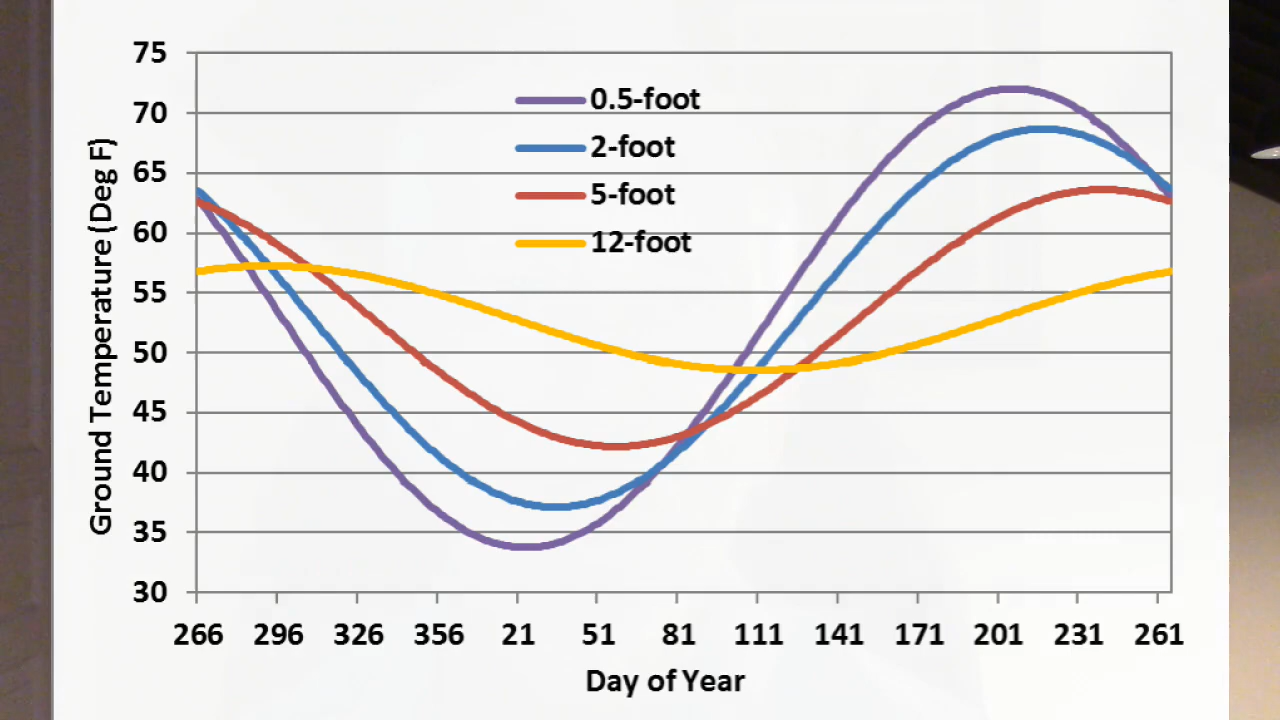 75
70
65
60
55
50
45
40
35
30
Ground Temperature (Deg F)
0.5-foot
2-foot
5-foot
12-foot
266 296 326 356 21 51 81 111 141 171 201 231 261
Day of Year